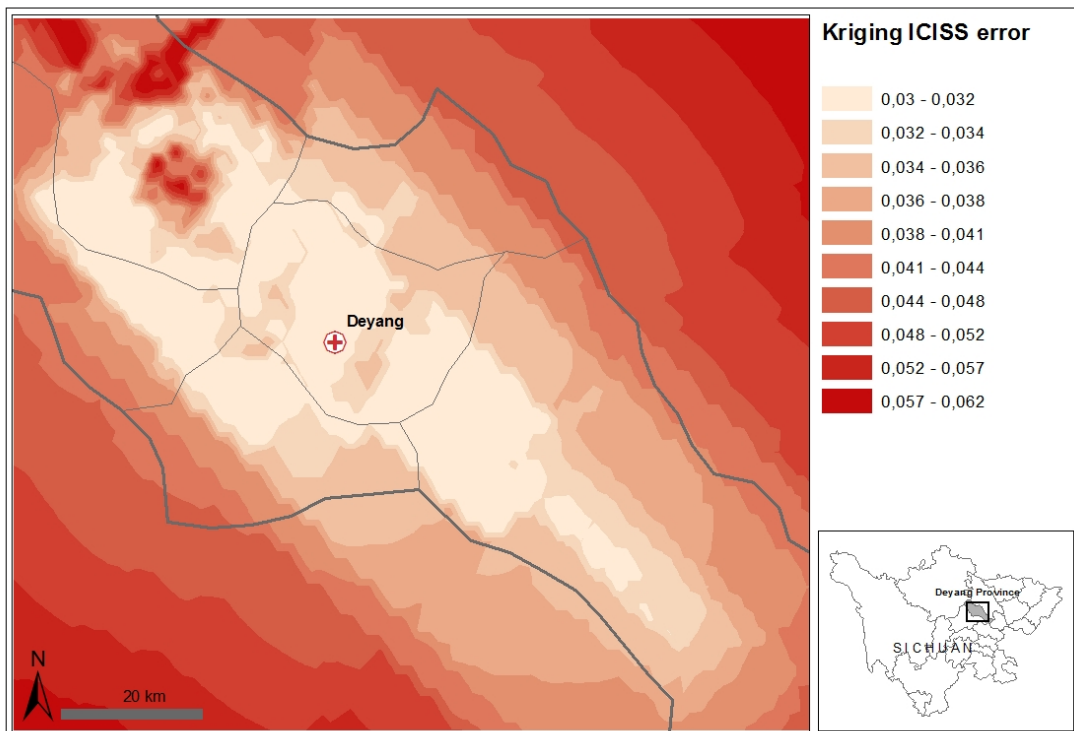 Kriging ICISS error
0,03 - 0,032
0,032 - 0,034
0,034 - 0,036
0,036 - 0,038
0,038 - 0,041
0,041 - 0,044
0,044 - 0,048
0,048 - 0,052
0,052 - 0,057
0,057 - 0,062
Deyang
Deyang Province
SICHUAN
N
20 km